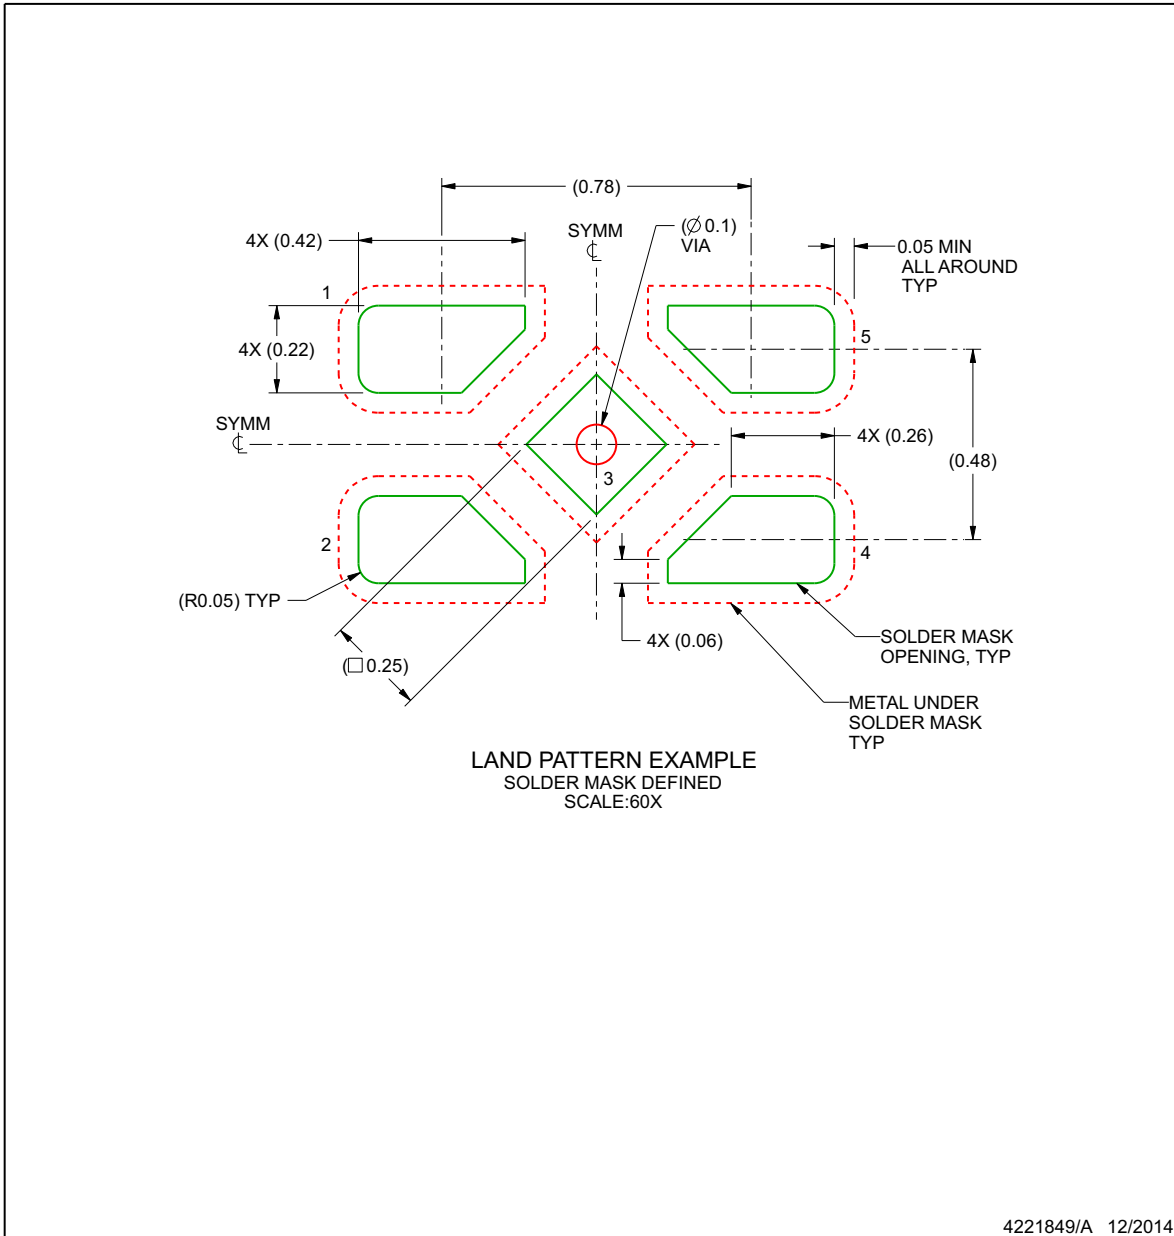 (0.78)
SYMM
(Ø 0.1)
VIA
4X (0.42)
0.05 MIN
ALL AROUND
TYP
1
5
4X (0.22)
SYMM
4X (0.26)
(0.48)
3
2
4
(R0.05) TYP
4X (0.06)
SOLDER MASK
OPENING, TYP
(□ 0.25)
METAL UNDER
SOLDER MASK
TYP
LAND PATTERN EXAMPLE
SOLDER MASK DEFINED
SCALE:60X
4221849/A 12/2014